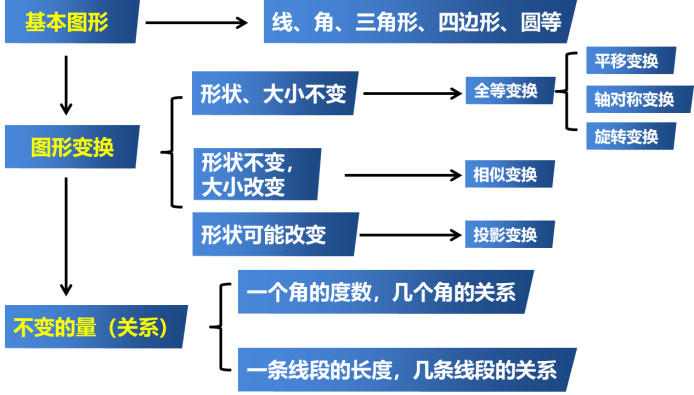 基本图形
线、角、三角形、四边形、圆等
形状、大小不变
全等变换
平移变换
轴对称变换
旋转变换
图形变换
形状不变，
大小改变
相似变换
形状可能改变
投影变换
一个角的度数，几个角的关系
不变的量（关系）
一条线段的长度，几条线段的关系